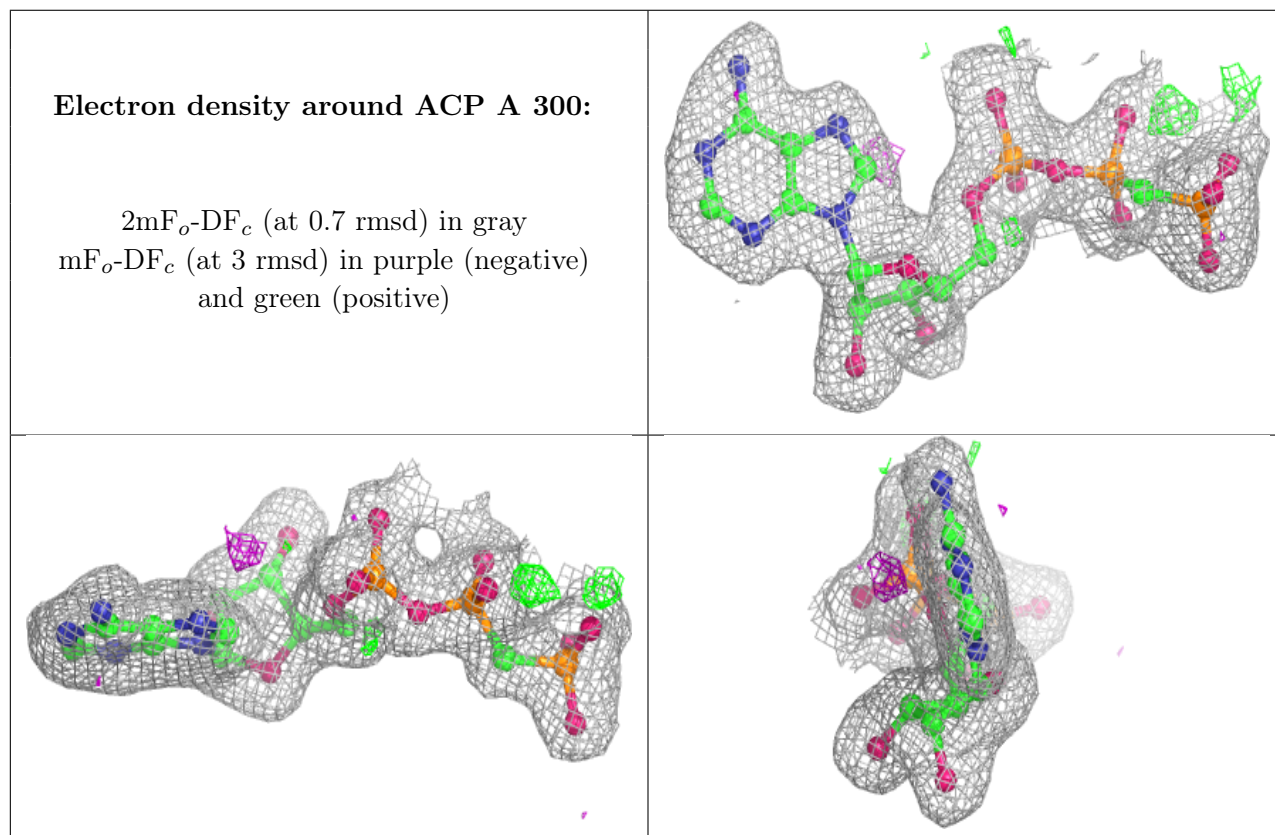 Electron density around ACP A 300:
2mFₒ-DF𝒸 (at 0.7 rmsd) in gray
mFₒ-DF𝒸 (at 3 rmsd) in purple (negative)
and green (positive)